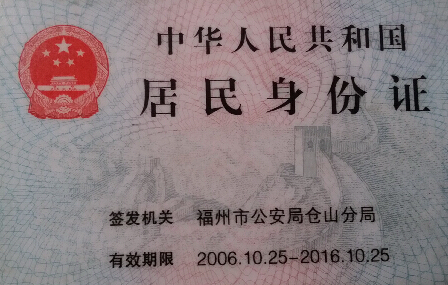 中华人民共和国
居民身份证
签发机关 福州市公安局仓山分局
有效期限 2006.10.25-2016.10.25